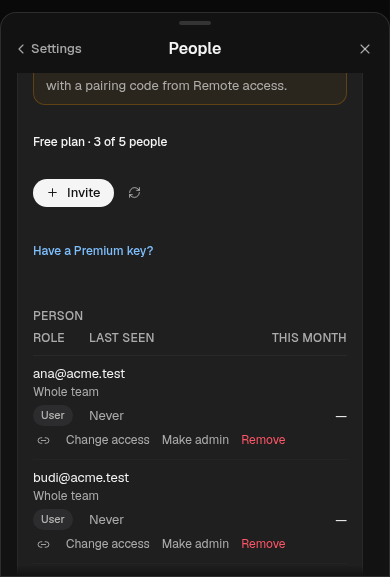 Settings
People
with a pairing code from Remote access.
Free plan · 3 of 5 people
Invite
Have a Premium key?
PERSON
ROLE LAST SEEN THIS MONTH
ana@acme.test
Whole team
User Never —
Change access Make admin Remove
budi@acme.test
Whole team
User Never —
Change access Make admin Remove